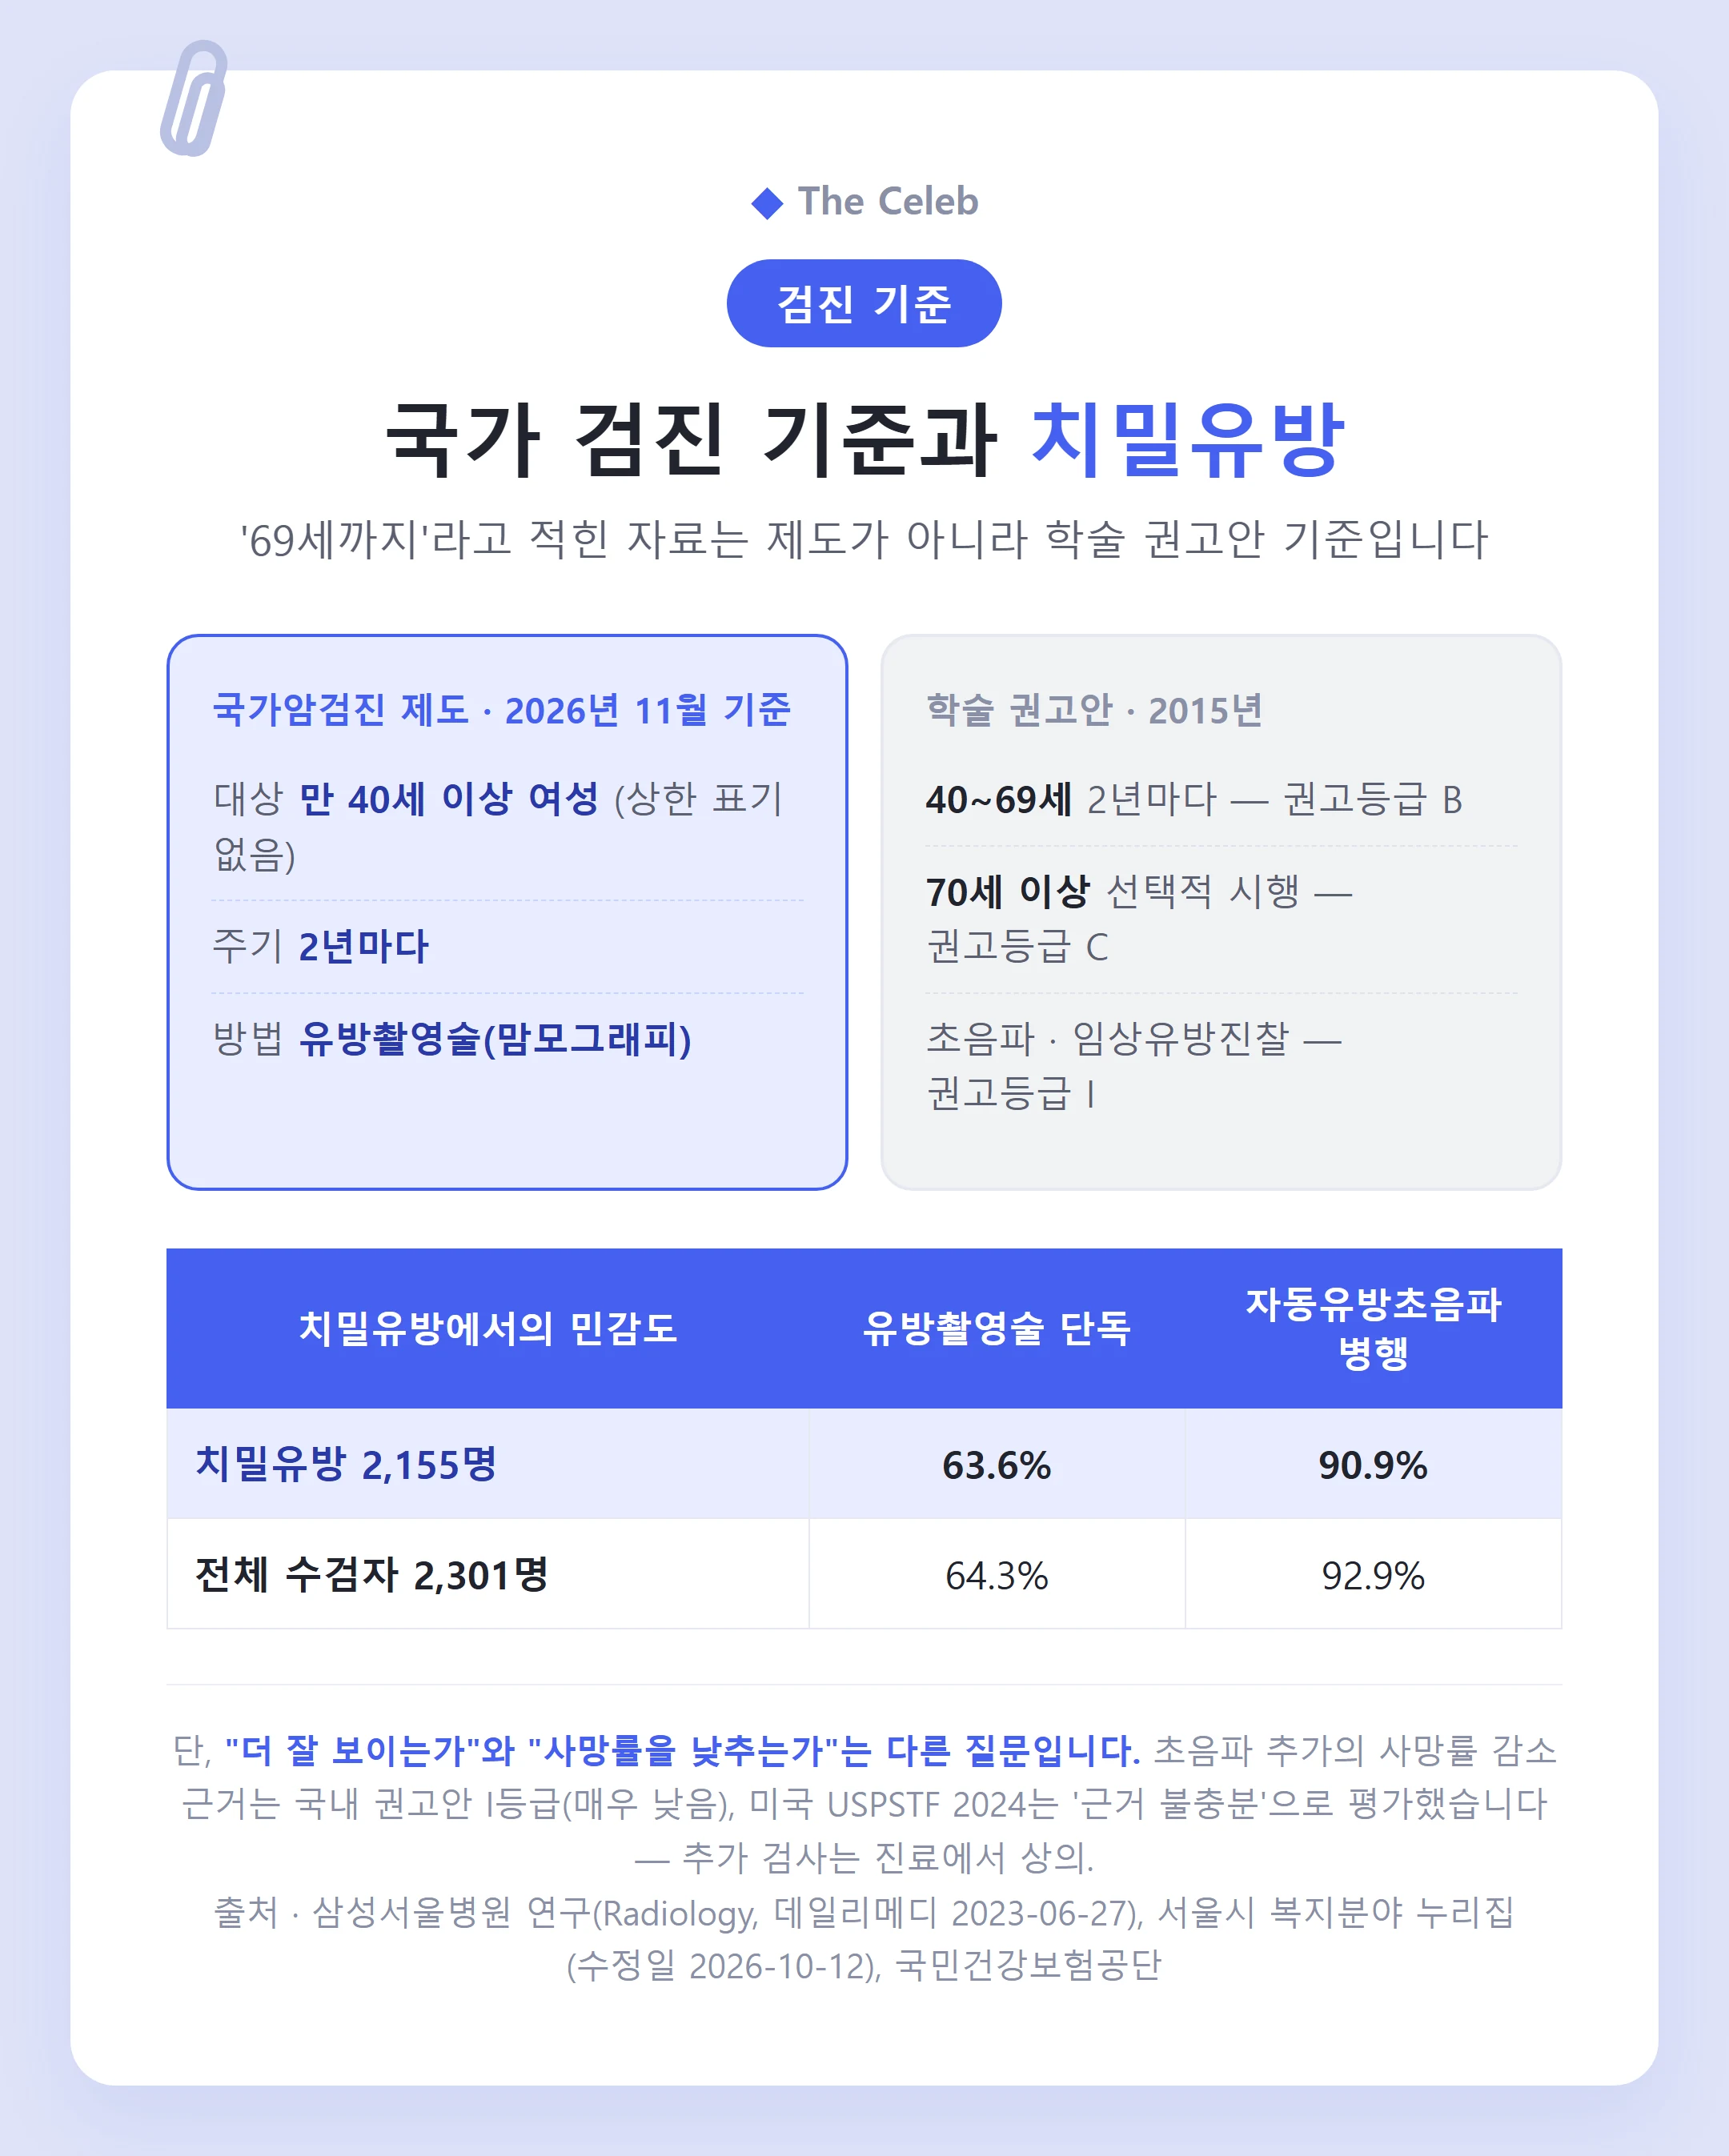 ◆ The Celeb
검진 기준
국가 검진 기준과 치밀유방
'69세까지'라고 적힌 자료는 제도가 아니라 학술 권고안 기준입니다
국가암검진 제도 · 2026년 11월 기준
대상 만 40세 이상 여성 (상한 표기
없음)
주기 2년마다
방법 유방촬영술(맘모그래피)
학술 권고안 · 2015년
40~69세 2년마다 — 권고등급 B
70세 이상 선택적 시행 —
권고등급 C
초음파 · 임상유방진찰 —
권고등급 I
치밀유방에서의 민감도 유방촬영술 단독 자동유방초음파
병행
치밀유방 2,155명 63.6% 90.9%
전체 수검자 2,301명 64.3% 92.9%
단, "더 잘 보이는가"와 "사망률을 낮추는가"는 다른 질문입니다. 초음파 추가의 사망률 감소
근거는 국내 권고안 I등급(매우 낮음), 미국 USPSTF 2024는 '근거 불충분'으로 평가했습니다
— 추가 검사는 진료에서 상의.
출처 · 삼성서울병원 연구(Radiology, 데일리메디 2023-06-27), 서울시 복지분야 누리집
(수정일 2026-10-12), 국민건강보험공단